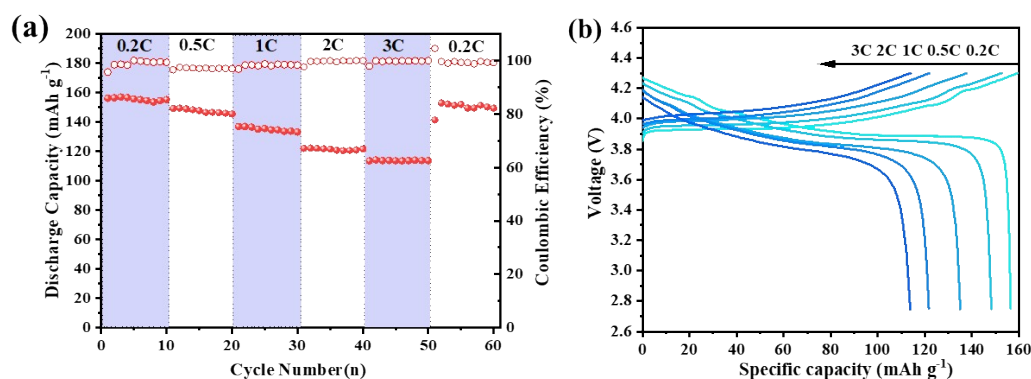 (a)
200
180
160
140
120
100
80
60
40
20
0
Discharge Capacity (mAh g-1)
0.2C 0.5C 1C 2C 3C 0.2C
100
80
60
40
20
0
Coulombic Efficiency (%)
0 10 20 30 40 50 60
Cycle Number(n)
(b)
4.6
4.4
4.2
4.0
3.8
3.6
3.4
3.2
3.0
2.8
2.6
Voltage (V)
3C 2C 1C 0.5C 0.2C
0 20 40 60 80 100 120 140 160
Specific capacity (mAh g-1)